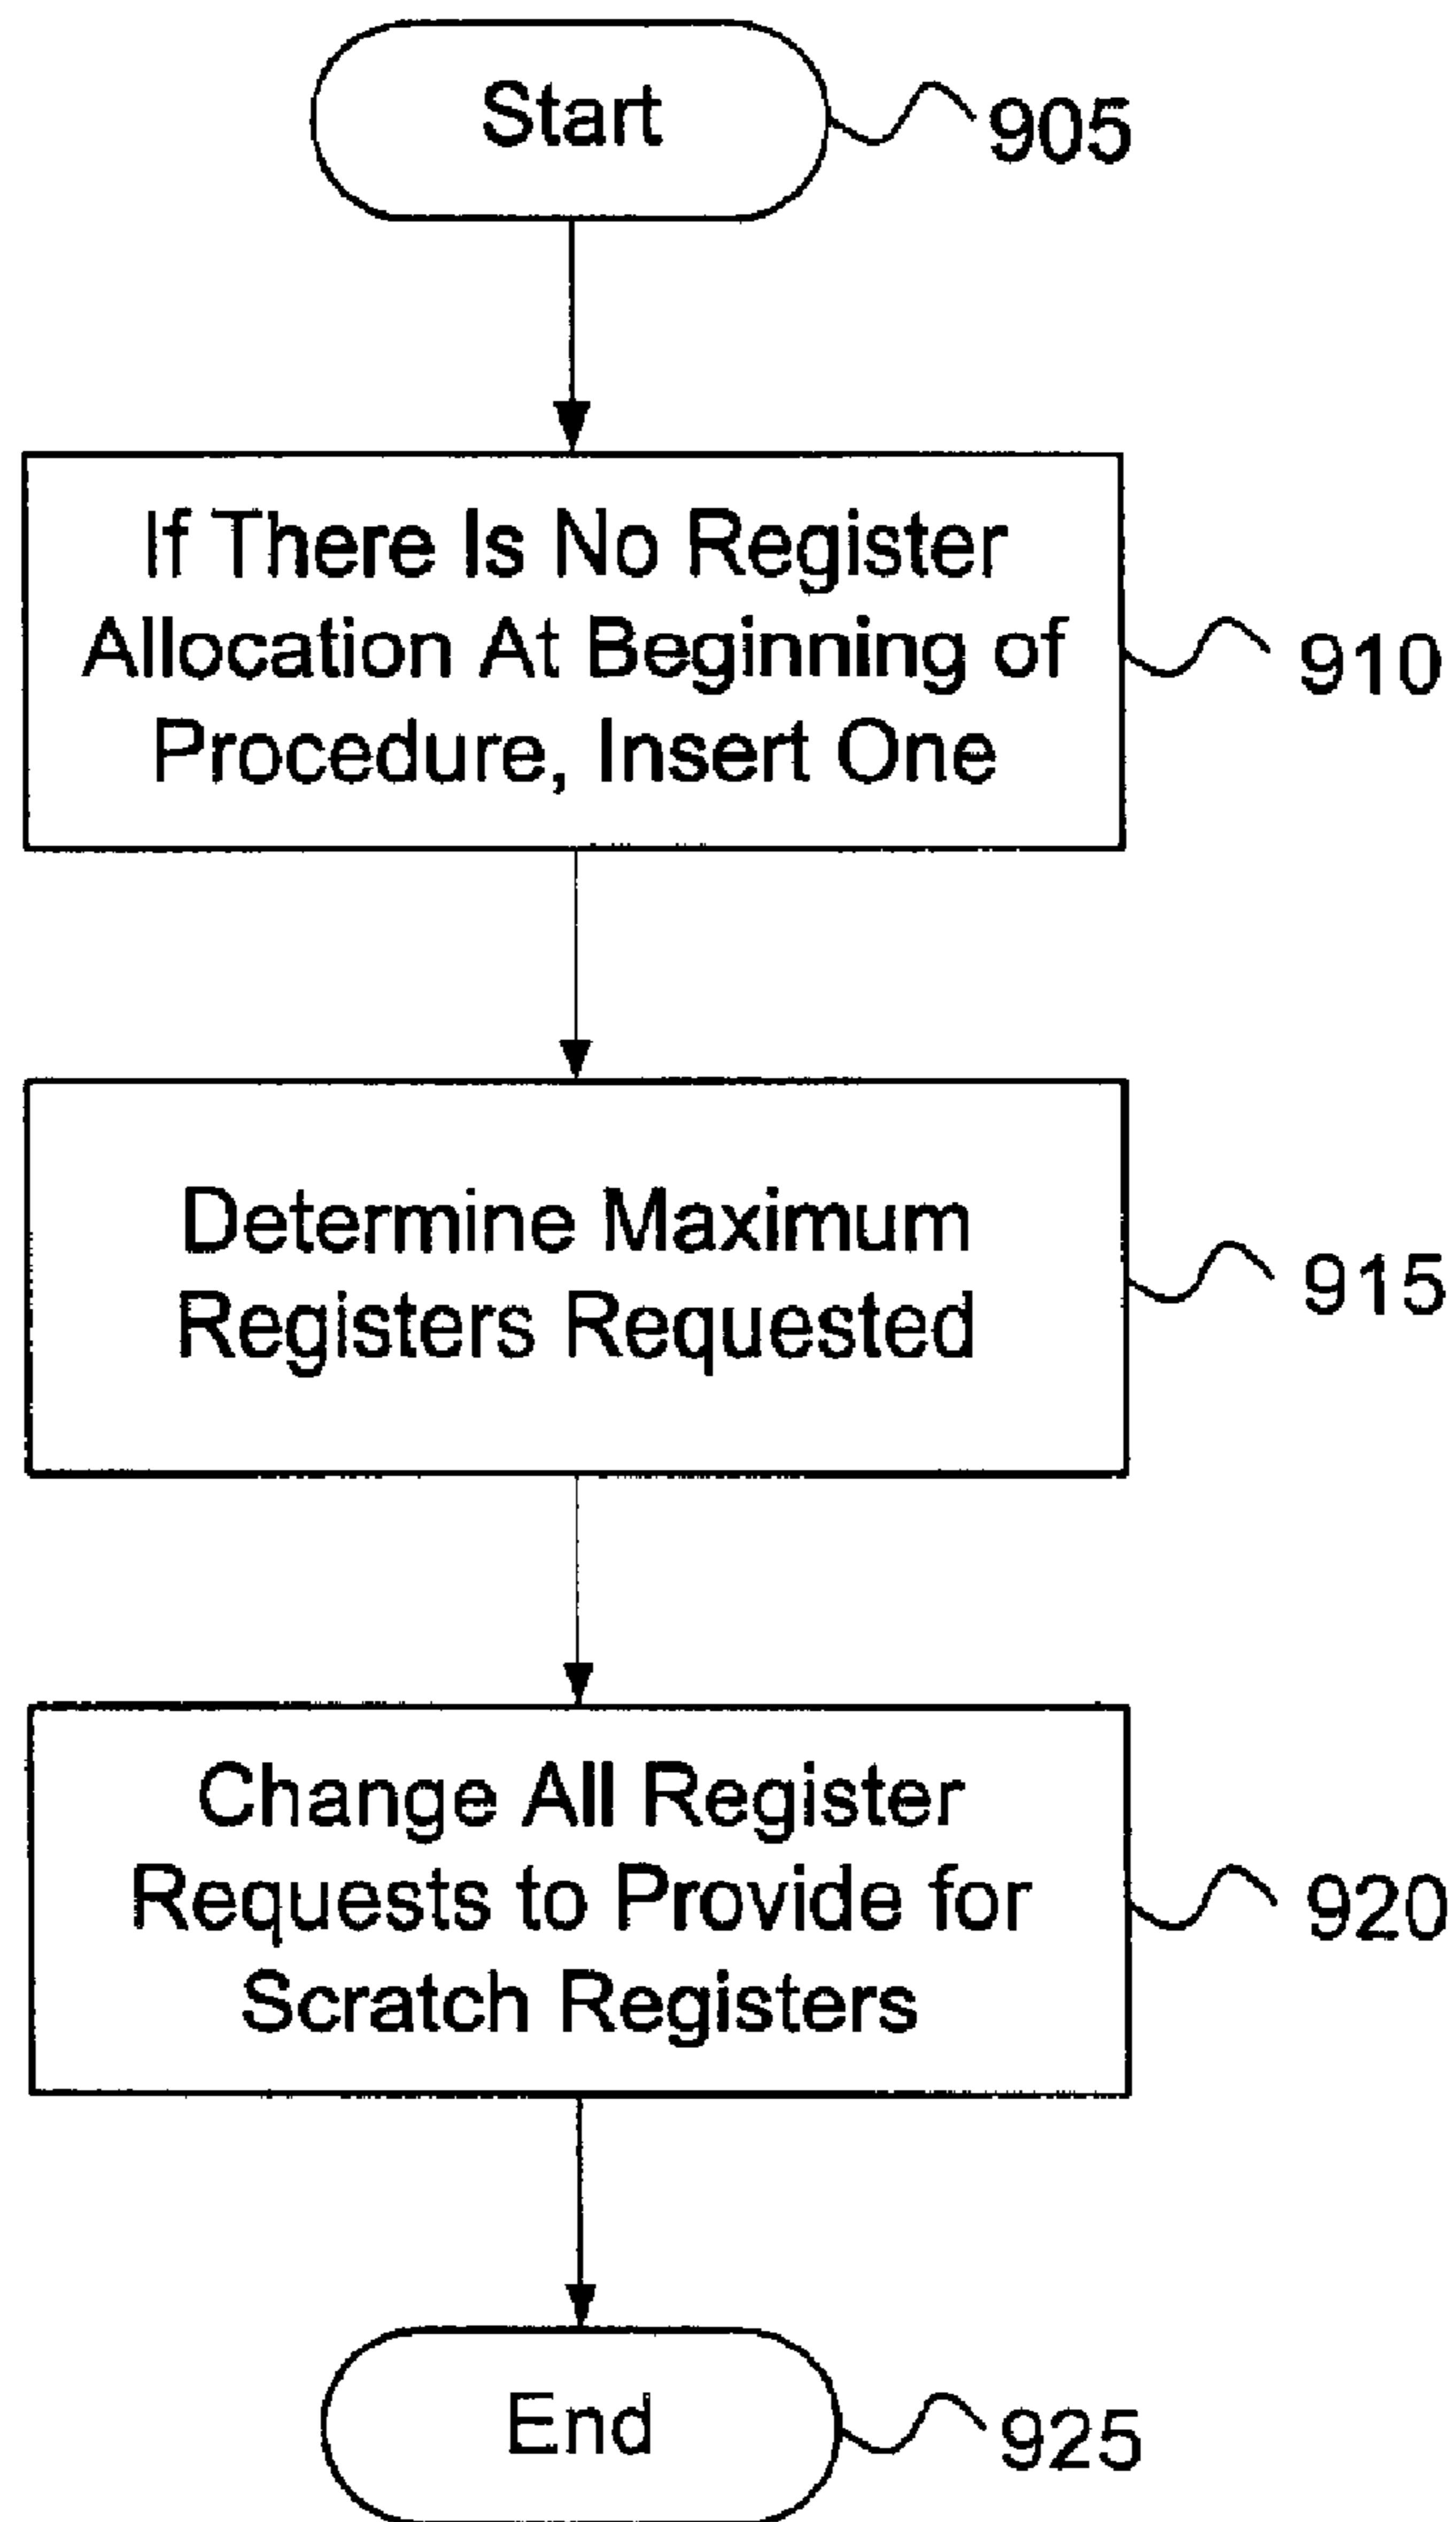 Start
905
If There Is No Register
Allocation At Beginning of
Procedure, Insert One
910
Determine Maximum
Registers Requested
915
Change All Register
Requests to Provide for
Scratch Registers
920
End
925